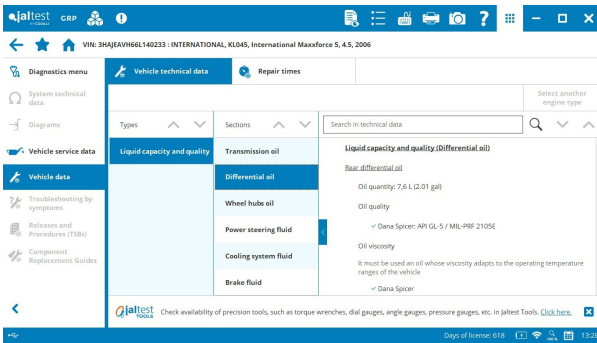 jaltest GRP
BY COJALI
VIN: 3HAJEAVH66L140233 : INTERNATIONAL, KL045, International Maxxforce 5, 4.5, 2006
Diagnostics menu
System technical
data
Diagrams
Vehicle service data
Vehicle data
Troubleshooting by
symptoms
Releases and
Procedures (TSBs)
Component
Replacement Guides
Vehicle technical data
Repair times
Select another
engine type
Types
Sections
Search in technical data
Liquid capacity and quality
Transmission oil
Differential oil
Wheel hubs oil
Power steering fluid
Cooling system fluid
Brake fluid
Liquid capacity and quality (Differential oil)
Rear differential oil
Oil quantity: 7,6 L (2.01 gal)
Oil quality
Dana Spicer: API GL-5 / MIL-PRF 2105E
Oil viscosity
It must be used an oil whose viscosity adapts to the operating temperature
ranges of the vehicle
Dana Spicer
jaltest
TOOLS
Check availability of precision tools, such as torque wrenches, dial gauges, angle gauges, pressure gauges, etc. in Jaltest Tools. Click here.
Days of license: 618
100%
13:28